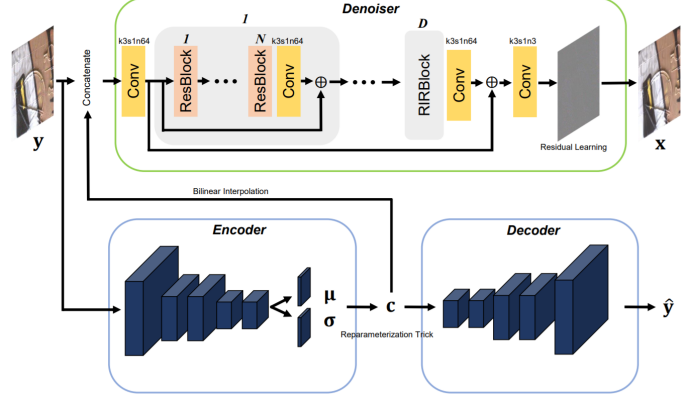 Denoiser
1
k3s1n64
1
N
k3s1n64
D
k3s1n64
k3s1n3
Concatenate
Conv
ResBlock
ResBlock
Conv
RIRBlock
Conv
Conv
y
Residual Learning
x
Bilinear Interpolation
Encoder
Decoder
μ
σ
c
Reparameterization Trick
ŷ